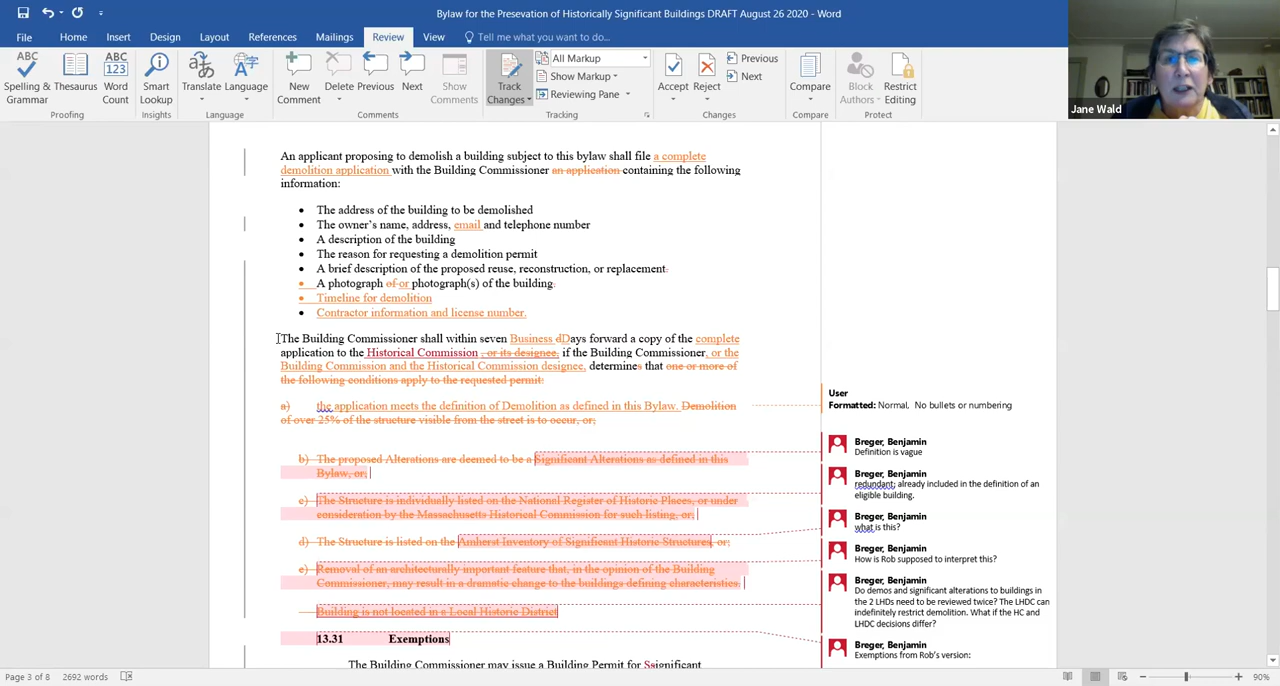 Bylaw for the Presevation of Historically Significant Buildings DRAFT August 26 2020 - Word
File Home Insert Design Layout References Mailings Review View Tell me what you want to do...
ABC
Spelling & Grammar
Thesaurus
ABC 123
Word Count
Smart Lookup
Translate
Language
New Comment
Delete
Previous
Next
Show Comments
Track Changes
All Markup
Show Markup
Reviewing Pane
Accept
Reject
Previous
Next
Compare
Block Authors
Restrict Editing
Proofing Insights Language Comments Tracking Changes Compare Protect
Jane Wald
An applicant proposing to demolish a building subject to this bylaw shall file a complete
demolition application with the Building Commissioner an application containing the following
information:
• The address of the building to be demolished
• The owner's name, address, email and telephone number
• A description of the building
• The reason for requesting a demolition permit
• A brief description of the proposed reuse, reconstruction, or replacement.
• A photograph of or photograph(s) of the building.
• Timeline for demolition
• Contractor information and license number.
The Building Commissioner shall within seven Business dDays forward a copy of the complete
application to the Historical Commission , or its designee, if the Building Commissioner, or the
Building Commission and the Historical Commission designee, determines that one or more of
the following conditions apply to the requested permit:
a) the application meets the definition of Demolition as defined in this Bylaw. Demolition
of over 25% of the structure visible from the street is to occur, or;
b) The proposed Alterations are deemed to be a Significant Alterations as defined in this
Bylaw, or;
c) The Structure is individually listed on the National Register of Historic Places, or under
consideration by the Massachusetts Historical Commission for such listing, or;
d) The Structure is listed on the Amherst Inventory of Significant Historic Structures, or;
e) Removal of an architecturally important feature that, in the opinion of the Building
Commissioner, may result in a dramatic change to the buildings defining characteristics.
Building is not located in a Local Historic District
13.31 Exemptions
The Building Commissioner may issue a Building Permit for Ssignificant
User
Formatted: Normal, No bullets or numbering
Breger, Benjamin
Definition is vague
Breger, Benjamin
redundant; already included in the definition of an
eligible building.
Breger, Benjamin
what is this?
Breger, Benjamin
How is Rob supposed to interpret this?
Breger, Benjamin
Do demos and significant alterations to buildings in
the 2 LHDs need to be reviewed twice? The LHDC can
indefinitely restrict demolition. What if the HC and
LHDC decisions differ?
Breger, Benjamin
Exemptions from Rob's version:
Page 3 of 8 2692 words 90%